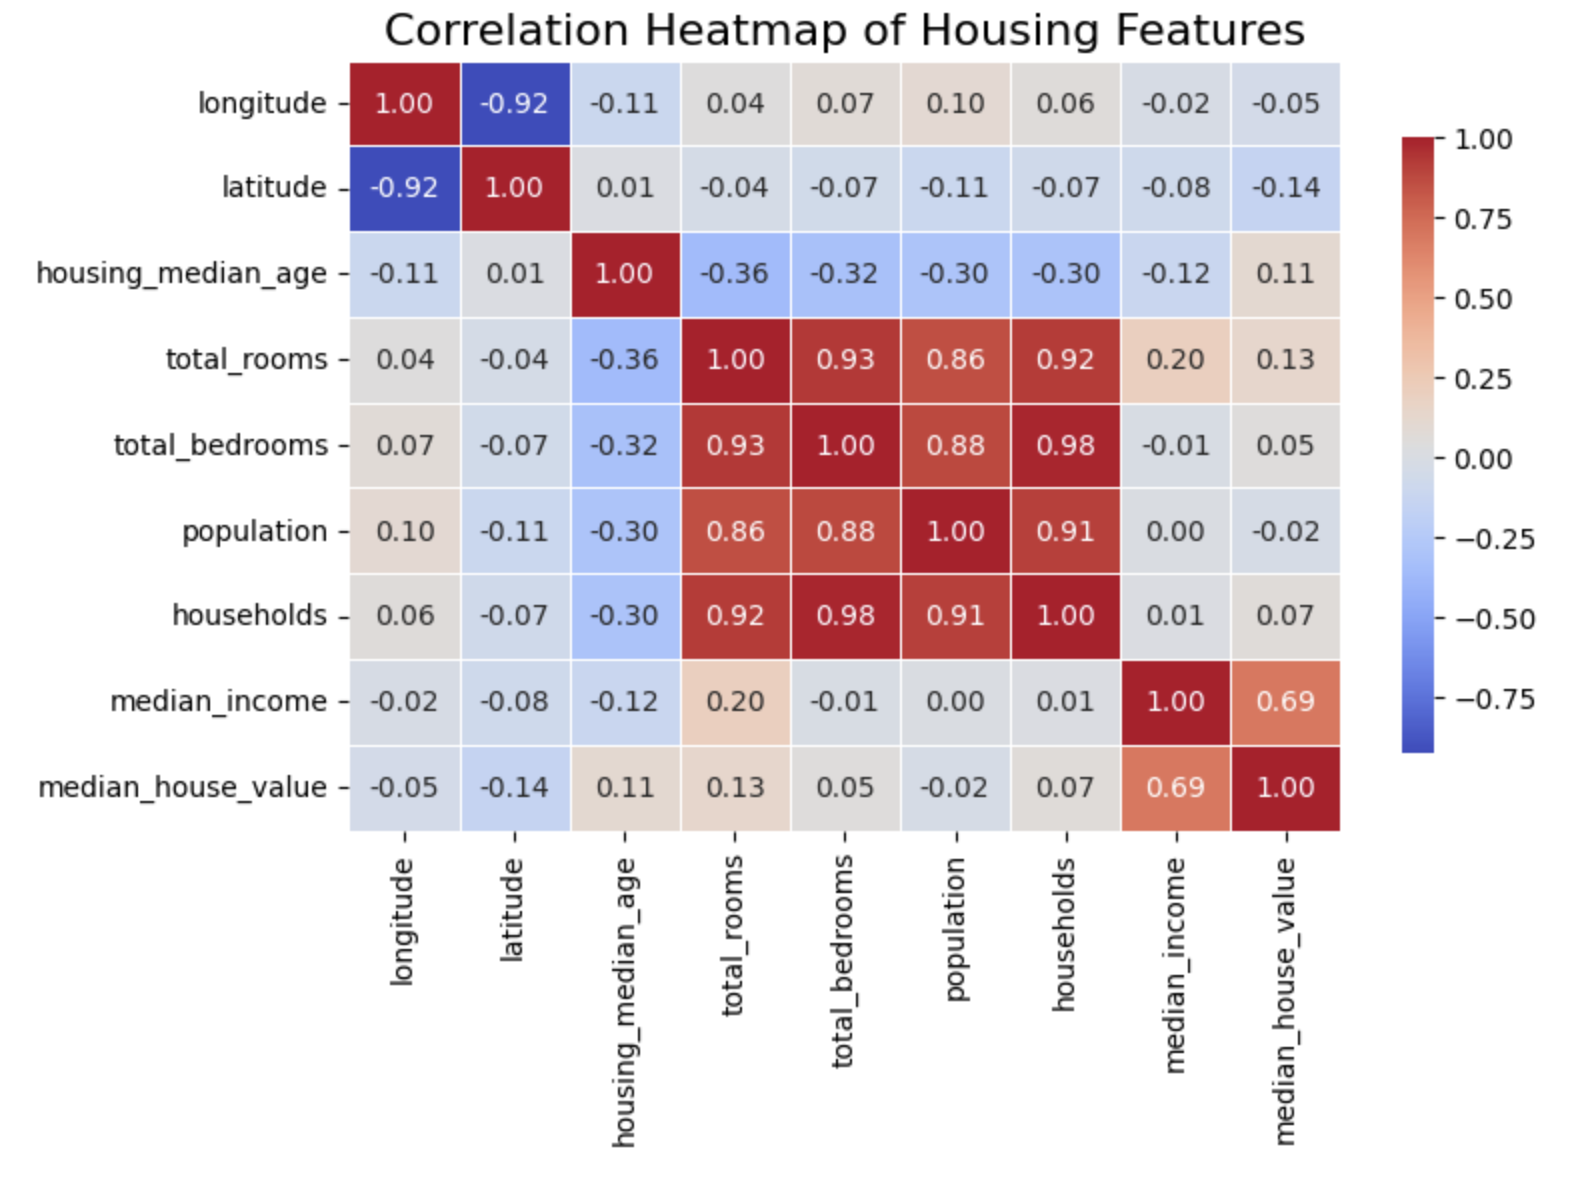 Correlation Heatmap of Housing Features
longitude 1.00 -0.92 -0.11 0.04 0.07 0.10 0.06 -0.02 -0.05
latitude -0.92 1.00 0.01 -0.04 -0.07 -0.11 -0.07 -0.08 -0.14
housing_median_age -0.11 0.01 1.00 -0.36 -0.32 -0.30 -0.30 -0.12 0.11
total_rooms 0.04 -0.04 -0.36 1.00 0.93 0.86 0.92 0.20 0.13
total_bedrooms 0.07 -0.07 -0.32 0.93 1.00 0.88 0.98 -0.01 0.05
population 0.10 -0.11 -0.30 0.86 0.88 1.00 0.91 0.00 -0.02
households 0.06 -0.07 -0.30 0.92 0.98 0.91 1.00 0.01 0.07
median_income -0.02 -0.08 -0.12 0.20 -0.01 0.00 0.01 1.00 0.69
median_house_value -0.05 -0.14 0.11 0.13 0.05 -0.02 0.07 0.69 1.00
longitude
latitude
housing_median_age
total_rooms
total_bedrooms
population
households
median_income
median_house_value
1.00
0.75
0.50
0.25
0.00
−0.25
−0.50
−0.75